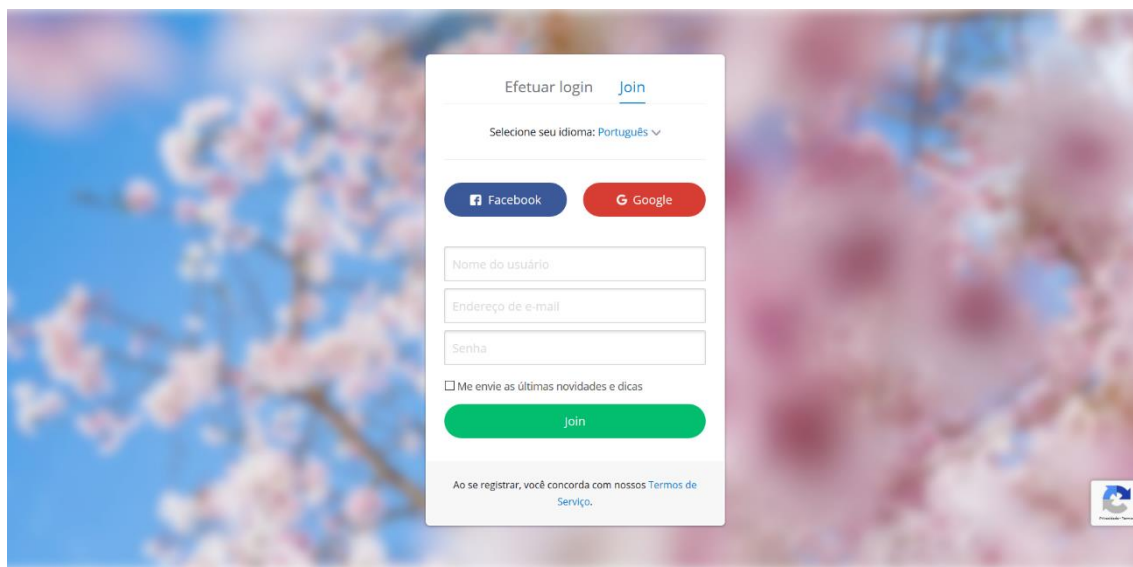 Efetuar login Join
Selecione seu idioma: Português
Facebook Google
Nome do usuário
Endereço de e-mail
Senha
Me envie as últimas novidades e dicas
Join
Ao se registrar, você concorda com nossos Termos de
Serviço.